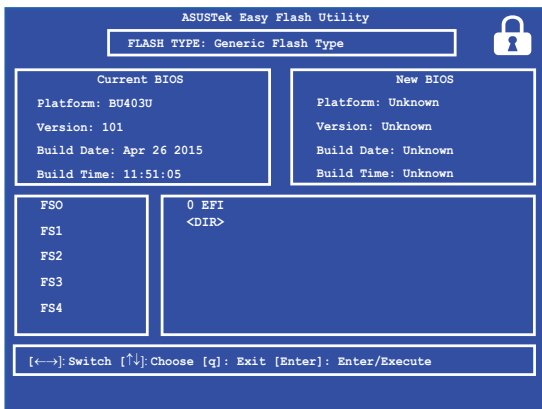 ASUSTek Easy Flash Utility
FLASH TYPE: Generic Flash Type
Current BIOS
Platform: BU403U
Version: 101
Build Date: Apr 26 2015
Build Time: 11:51:05
New BIOS
Platform: Unknown
Version: Unknown
Build Date: Unknown
Build Time: Unknown
FSO
FS1
FS2
FS3
FS4
0 EFI
<DIR>
[←→]: Switch [↑↓]: Choose [q]: Exit [Enter]: Enter/Execute